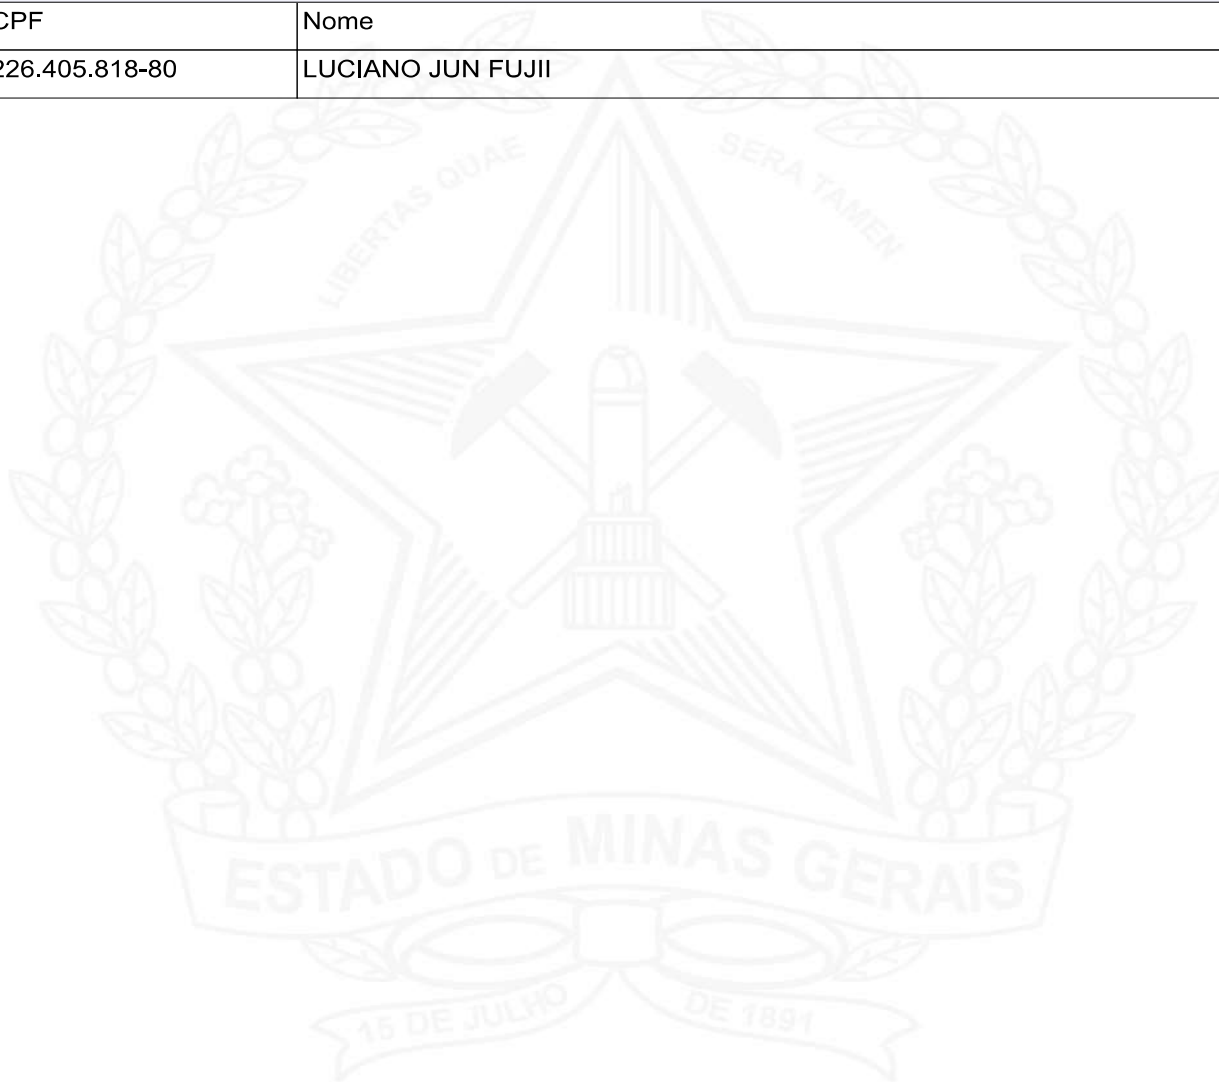 CPF Nome
226.405.818-80 LUCIANO JUN FUJII
LIBERTAS QUAE SERA TAMEN
ESTADO DE MINAS GERAIS
15 DE JULHO DE 1891